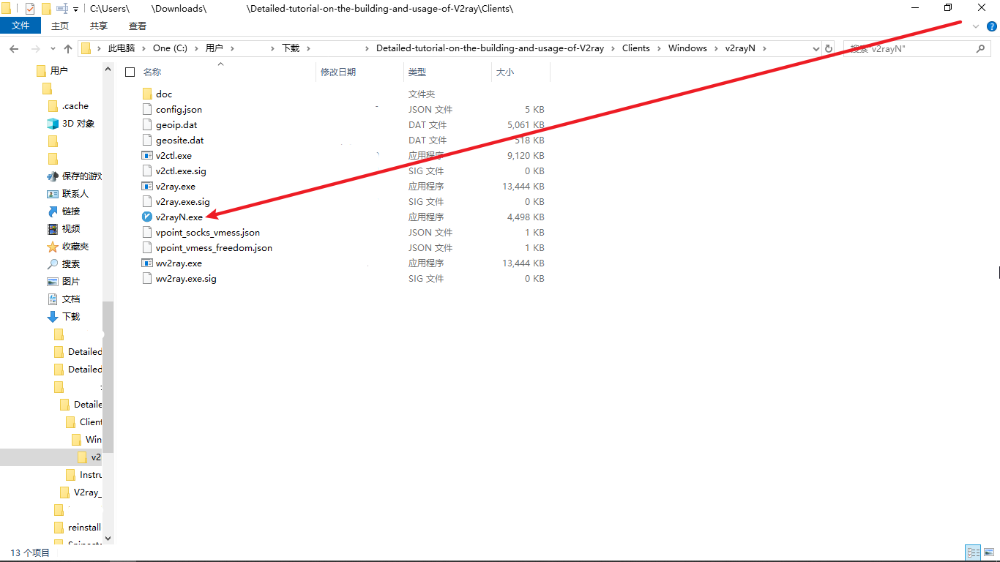 C:\Users\ \Downloads\ \Detailed-tutorial-on-the-building-and-usage-of-V2ray\Clients\
文件 主页 共享 查看
此电脑 One (C:) 用户 下载 Detailed-tutorial-on-the-building-and-usage-of-V2ray Clients Windows v2rayN
搜索"v2rayN"
用户
.cache
3D 对象
保存的游戏
联系人
链接
视频
收藏夹
搜索
图片
文档
下载
Detailed
Detailed
Detaile
Client
Win
v2
Instru
V2ray_
reinstall
名称 修改日期 类型 大小
doc 文件夹
config.json JSON 文件 5 KB
geoip.dat DAT 文件 5,061 KB
geosite.dat DAT 文件 518 KB
v2ctl.exe 应用程序 9,120 KB
v2ctl.exe.sig SIG 文件 0 KB
v2ray.exe 应用程序 13,444 KB
v2ray.exe.sig SIG 文件 0 KB
v2rayN.exe 应用程序 4,498 KB
vpoint_socks_vmess.json JSON 文件 1 KB
vpoint_vmess_freedom.json JSON 文件 1 KB
wv2ray.exe 应用程序 13,444 KB
wv2ray.exe.sig SIG 文件 0 KB
13 个项目